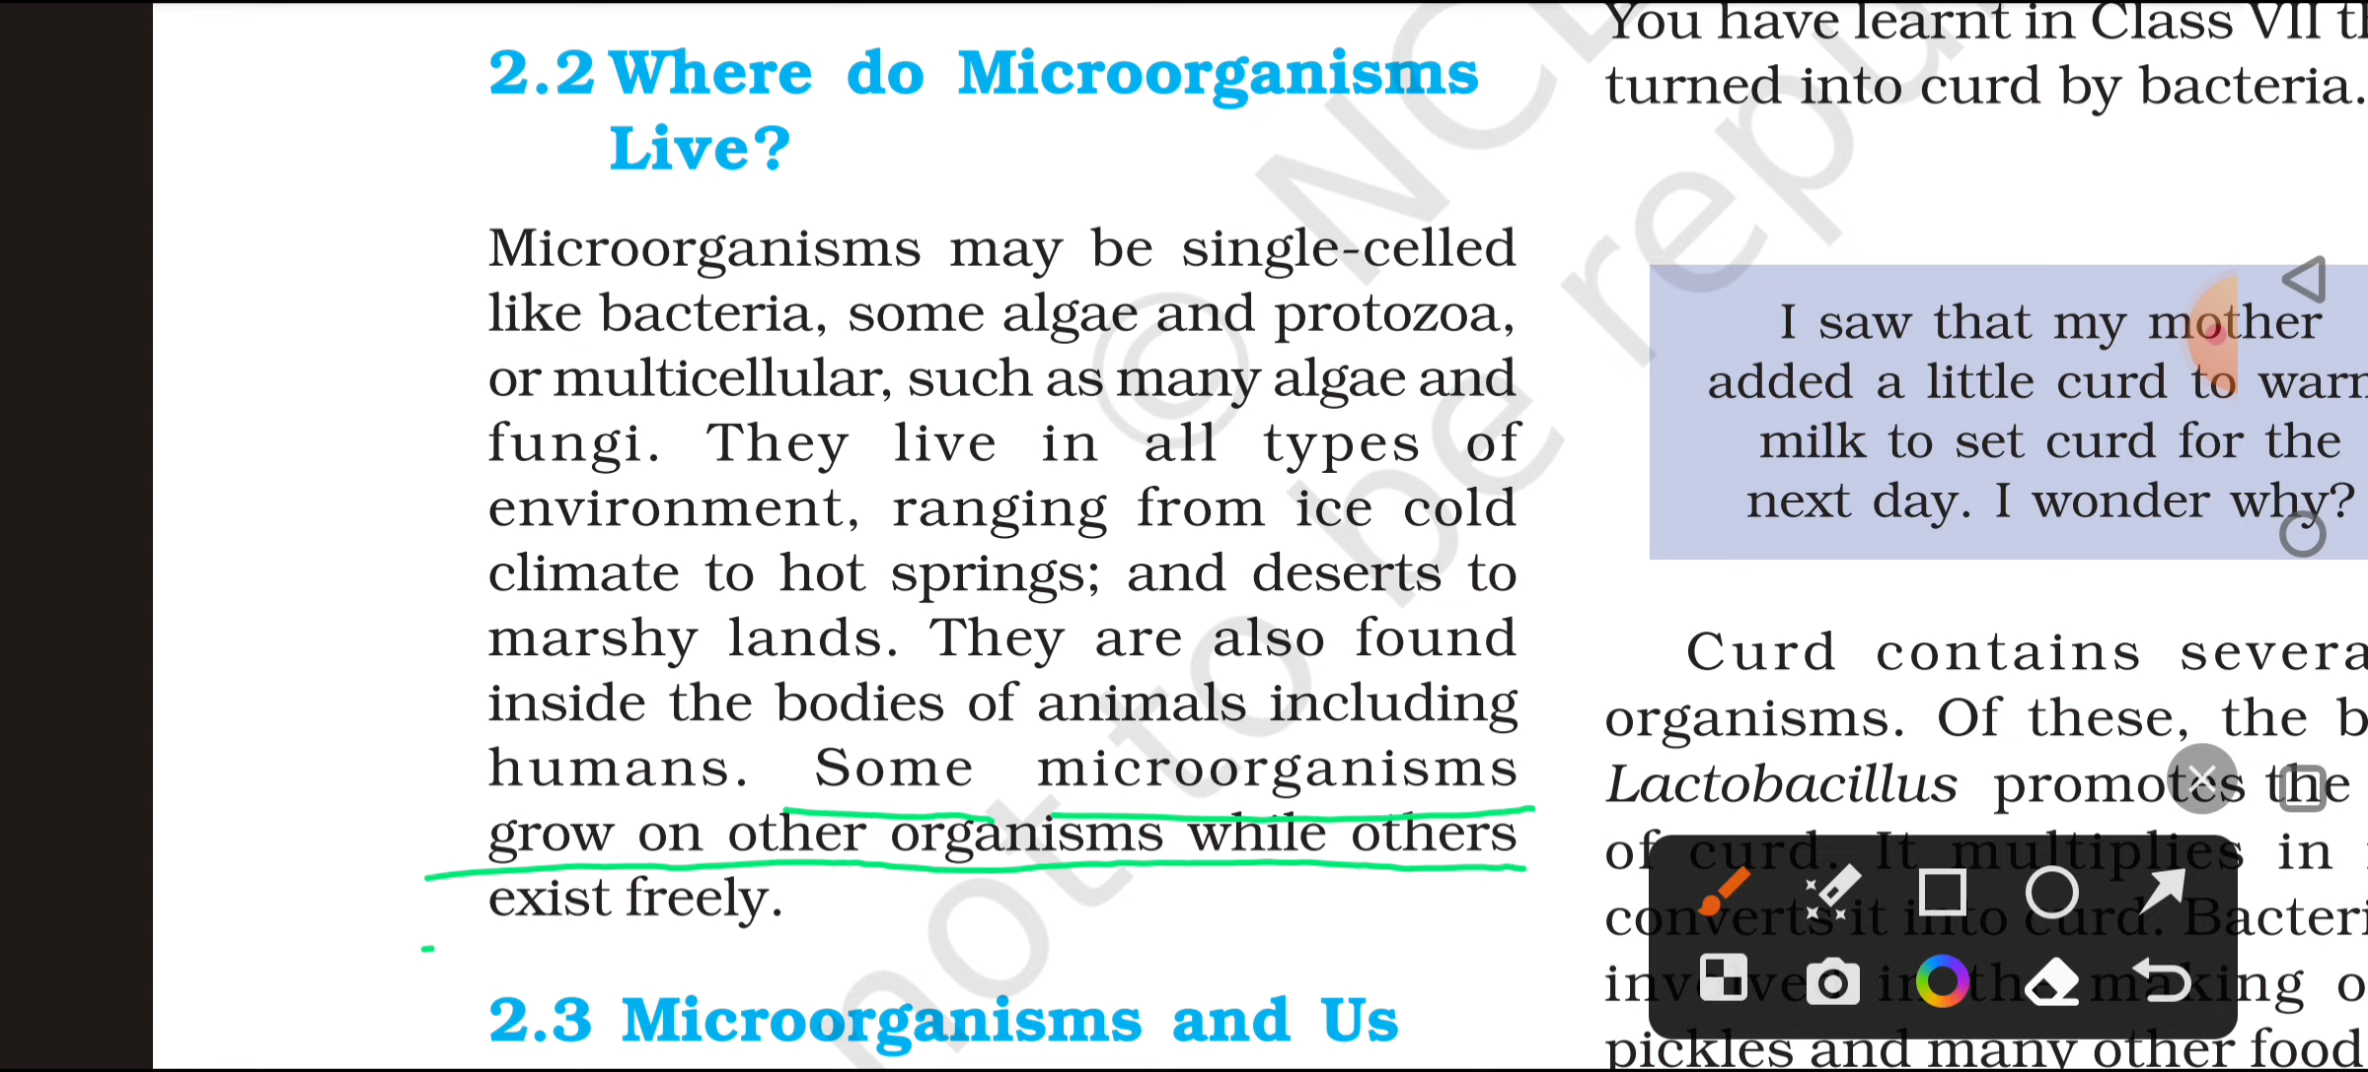 2.2 Where do Microorganisms
Live?
Microorganisms may be single-celled
like bacteria, some algae and protozoa,
or multicellular, such as many algae and
fungi. They live in all types of
environment, ranging from ice cold
climate to hot springs; and deserts to
marshy lands. They are also found
inside the bodies of animals including
humans. Some microorganisms
grow on other organisms while others
exist freely.
2.3 Microorganisms and Us
You have learnt in Class VII
turned into curd by bacteria.
I saw that my mother
added a little curd to
milk to set curd for the
next day. I wonder why?
Curd contains
organisms. Of these, the
Lactobacillus promotes the
of curd. It multiplies in
converts it into curd.
in the making
pickles and many other food
©
not to be